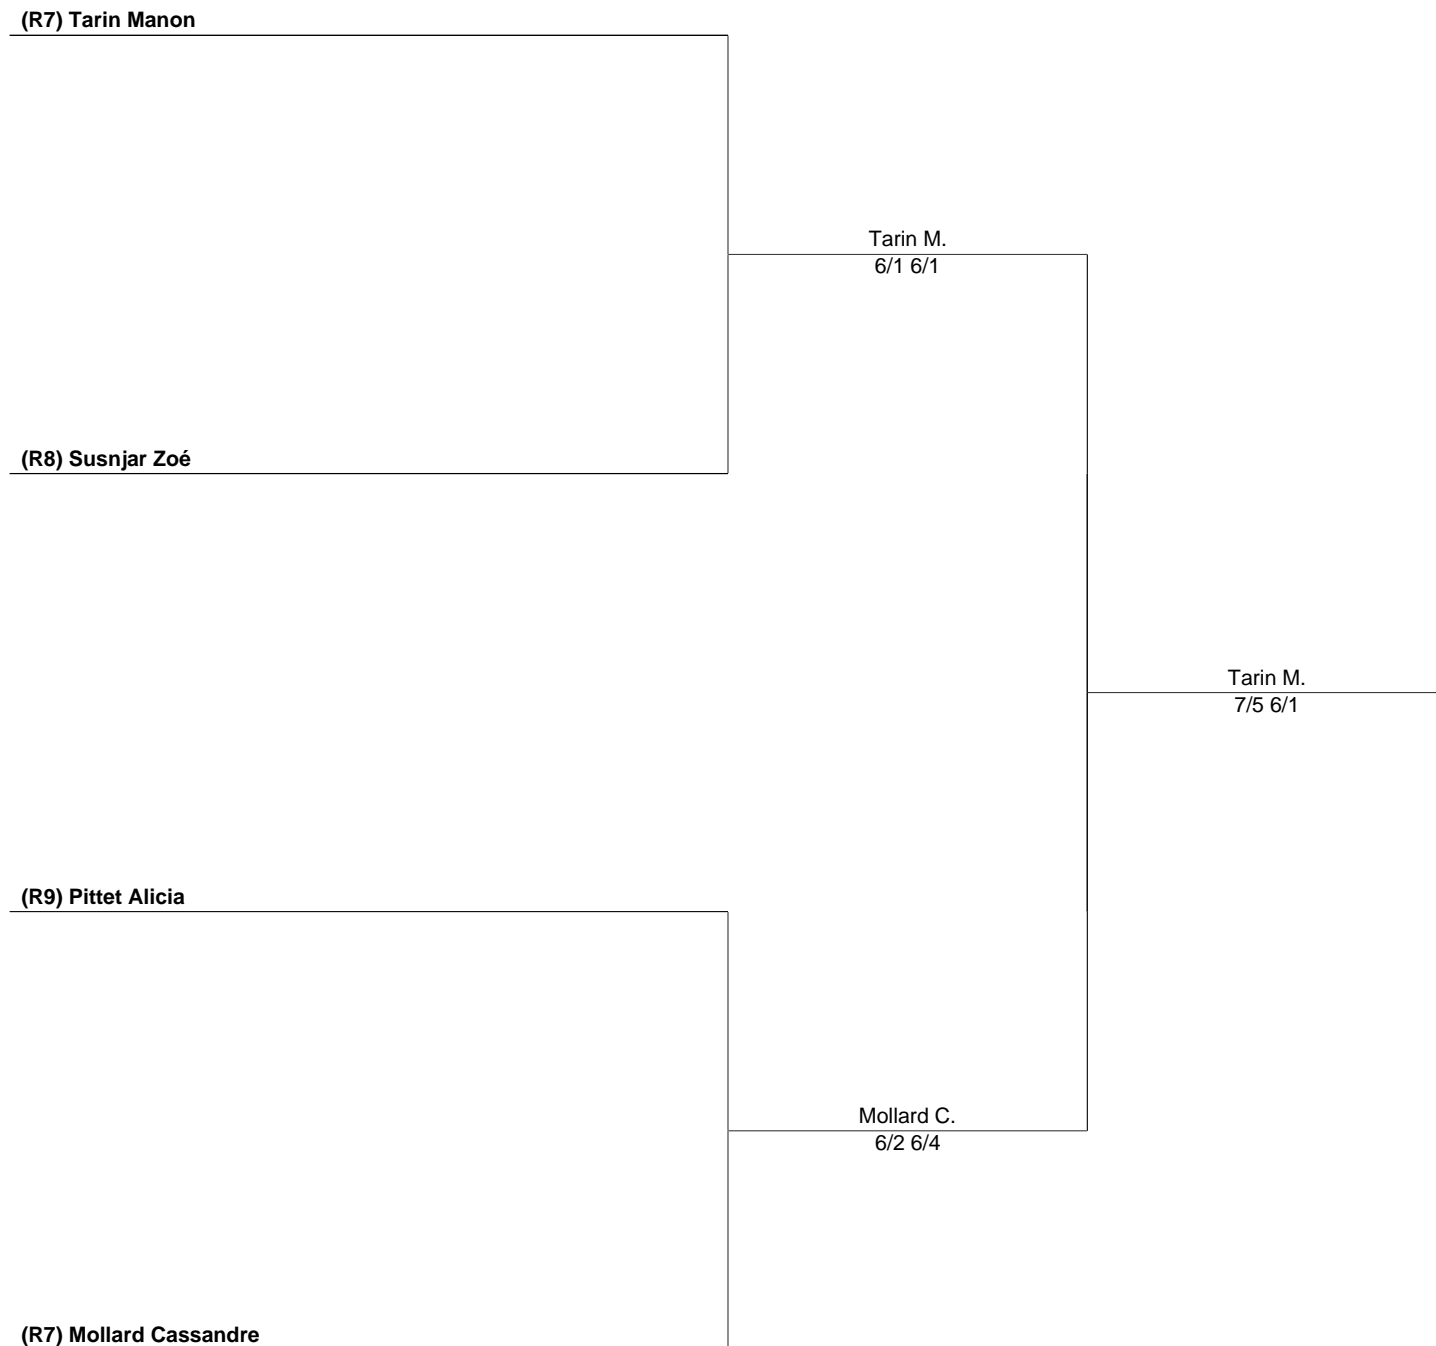 (R7) Tarin Manon
Tarin M.
6/1 6/1
(R8) Susnjar Zoé
Tarin M.
7/5 6/1
(R9) Pittet Alicia
Mollard C.
6/2 6/4
(R7) Mollard Cassandre